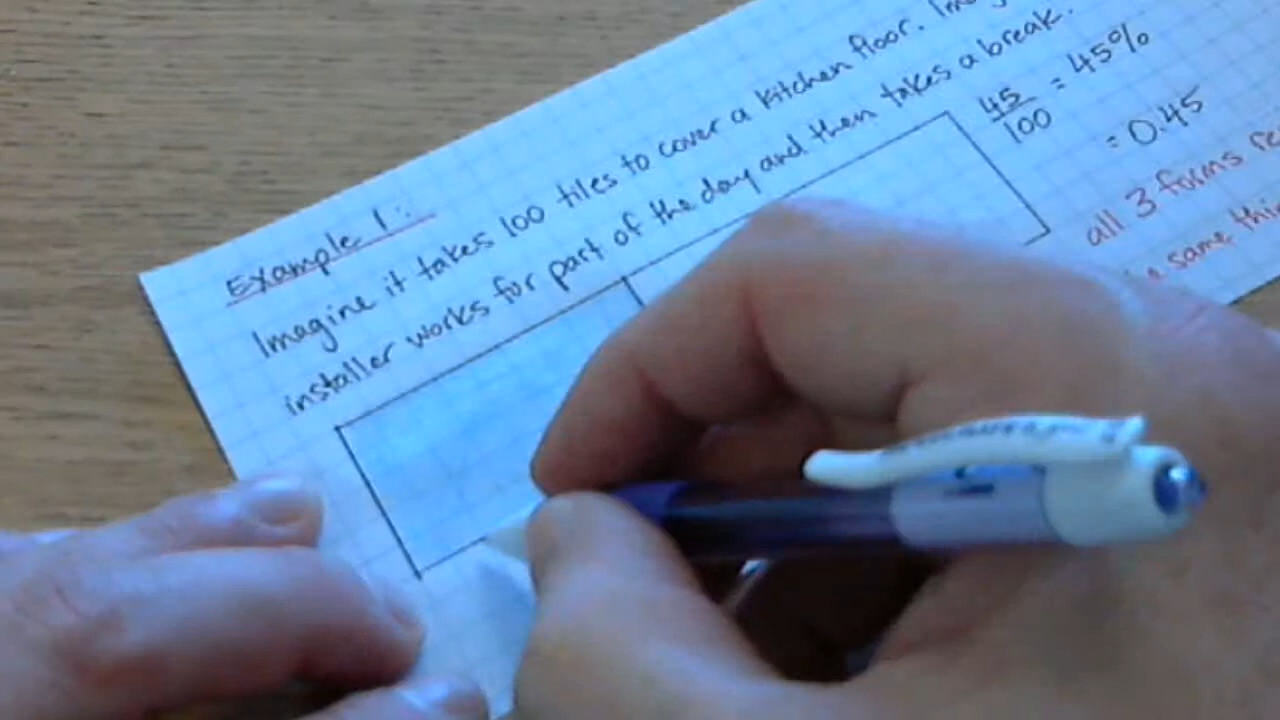 Example 1:
Imagine it takes 100 tiles to cover a kitchen floor.
installer works for part of the day and then takes a break.
45/100 = 45%
= 0.45
all 3 forms
same